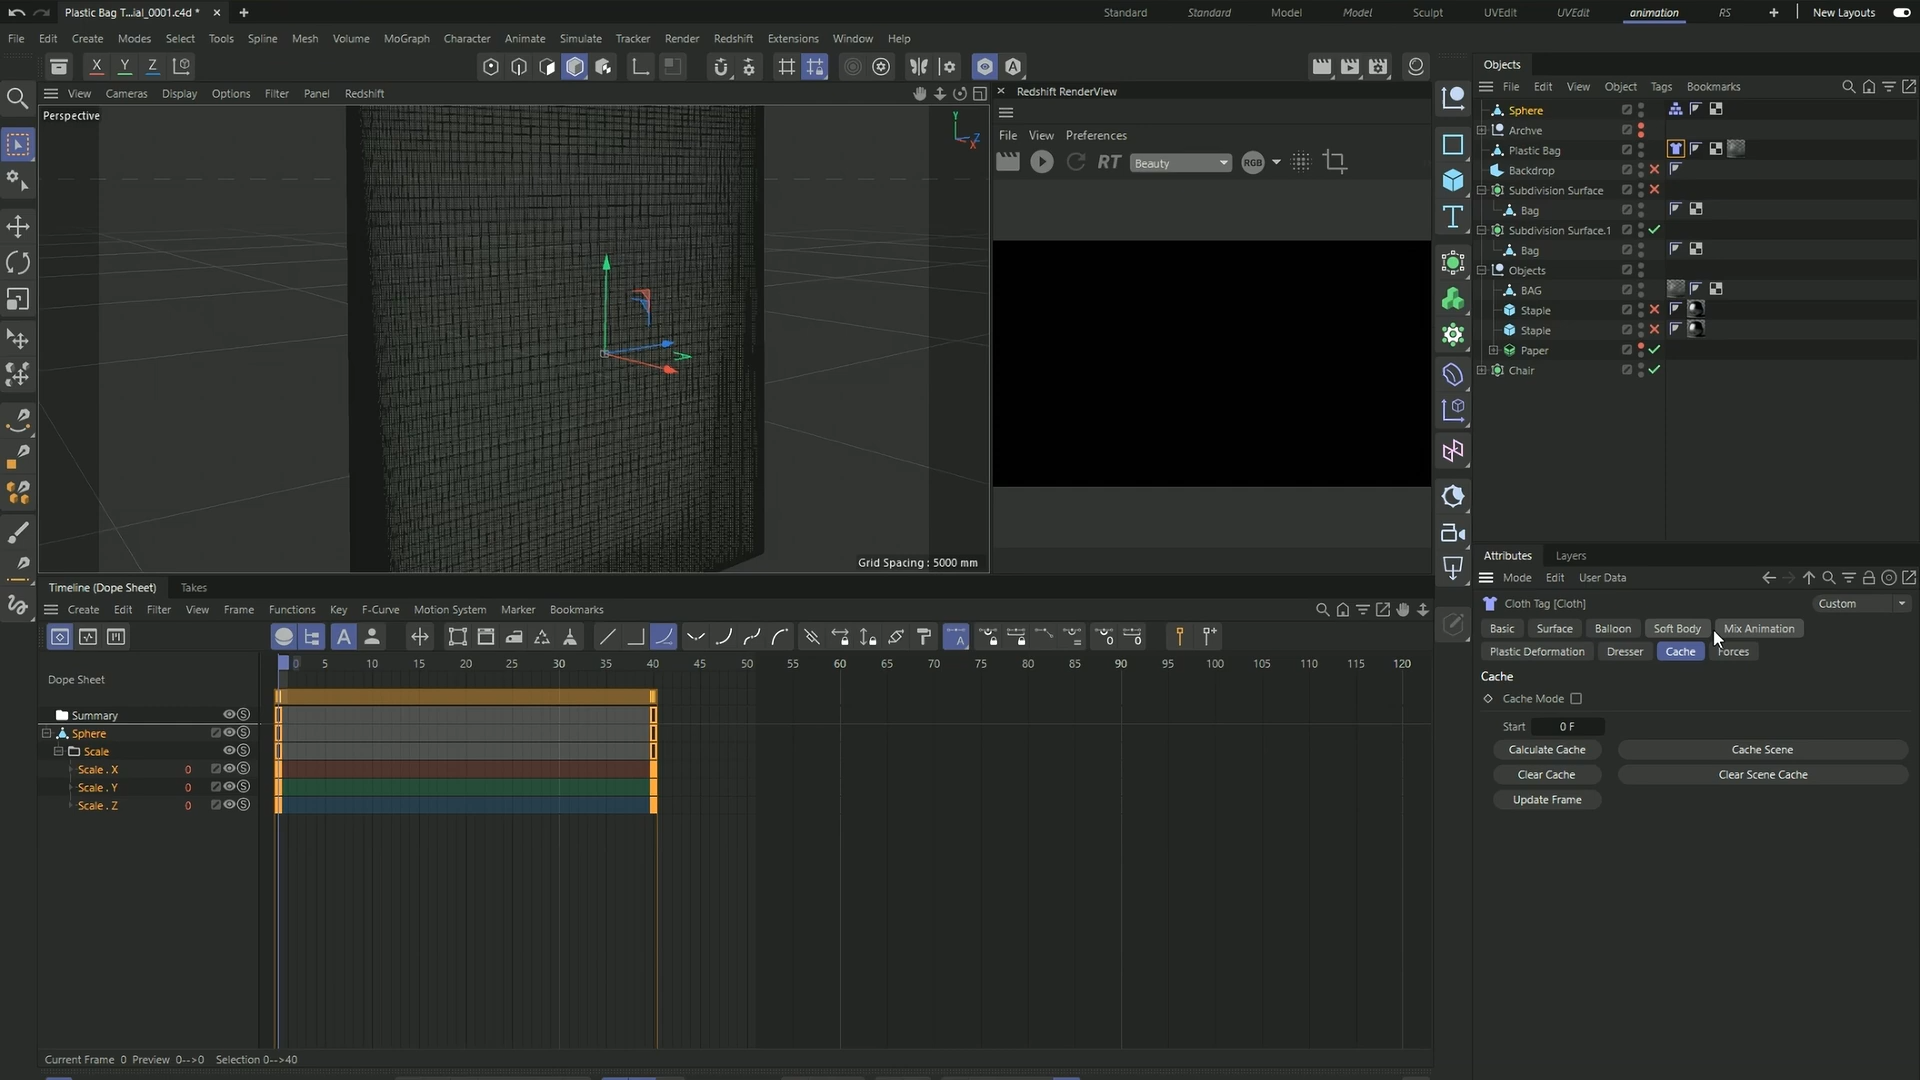 Plastic Bag T...ial_0001.c4d *
Standard Standard Model Model Sculpt UVEdit UVEdit animation RS New Layouts
File Edit Create Modes Select Tools Spline Mesh Volume MoGraph Character Animate Simulate Tracker Render Redshift Extensions Window Help
X Y Z
View Cameras Display Options Filter Panel Redshift
Perspective
Y
Z
X
Grid Spacing : 5000 mm
Redshift RenderView
File View Preferences
RT Beauty RGB
Objects
File Edit View Object Tags Bookmarks
Sphere
Archve
Plastic Bag
Backdrop
Subdivision Surface
Bag
Subdivision Surface.1
Bag
Objects
BAG
Staple
Staple
Paper
Chair
Attributes Layers
Mode Edit User Data
Cloth Tag [Cloth] Custom
Basic Surface Balloon Soft Body Mix Animation
Plastic Deformation Dresser Cache Forces
Cache
Cache Mode
Start 0 F
Calculate Cache Cache Scene
Clear Cache Clear Scene Cache
Update Frame
Timeline (Dope Sheet) Takes
Create Edit Filter View Frame Functions Key F-Curve Motion System Marker Bookmarks
0 5 10 15 20 25 30 35 40 45 50 55 60 65 70 75 80 85 90 95 100 105 110 115 120
Dope Sheet
Summary
Sphere
Scale
Scale . X 0
Scale . Y 0
Scale . Z 0
Current Frame 0 Preview 0-->0 Selection 0-->40